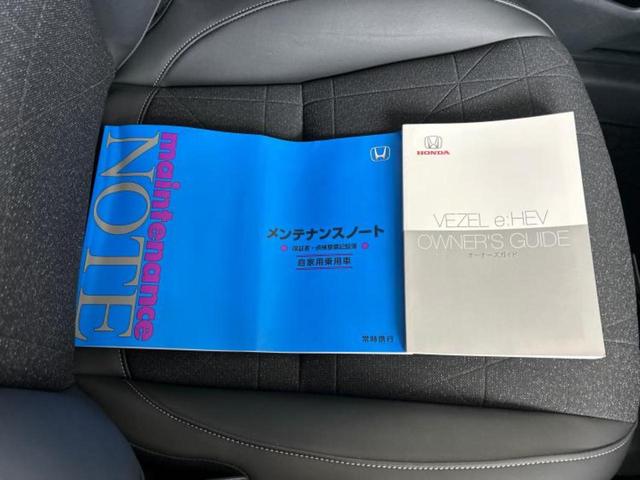 maintenance
NOTE
メンテナンスノート
保証書・点検整備記録簿
自家用乗用車
常時携行
HONDA
VEZEL e:HEV
OWNER'S GUIDE
オーナーズガイド